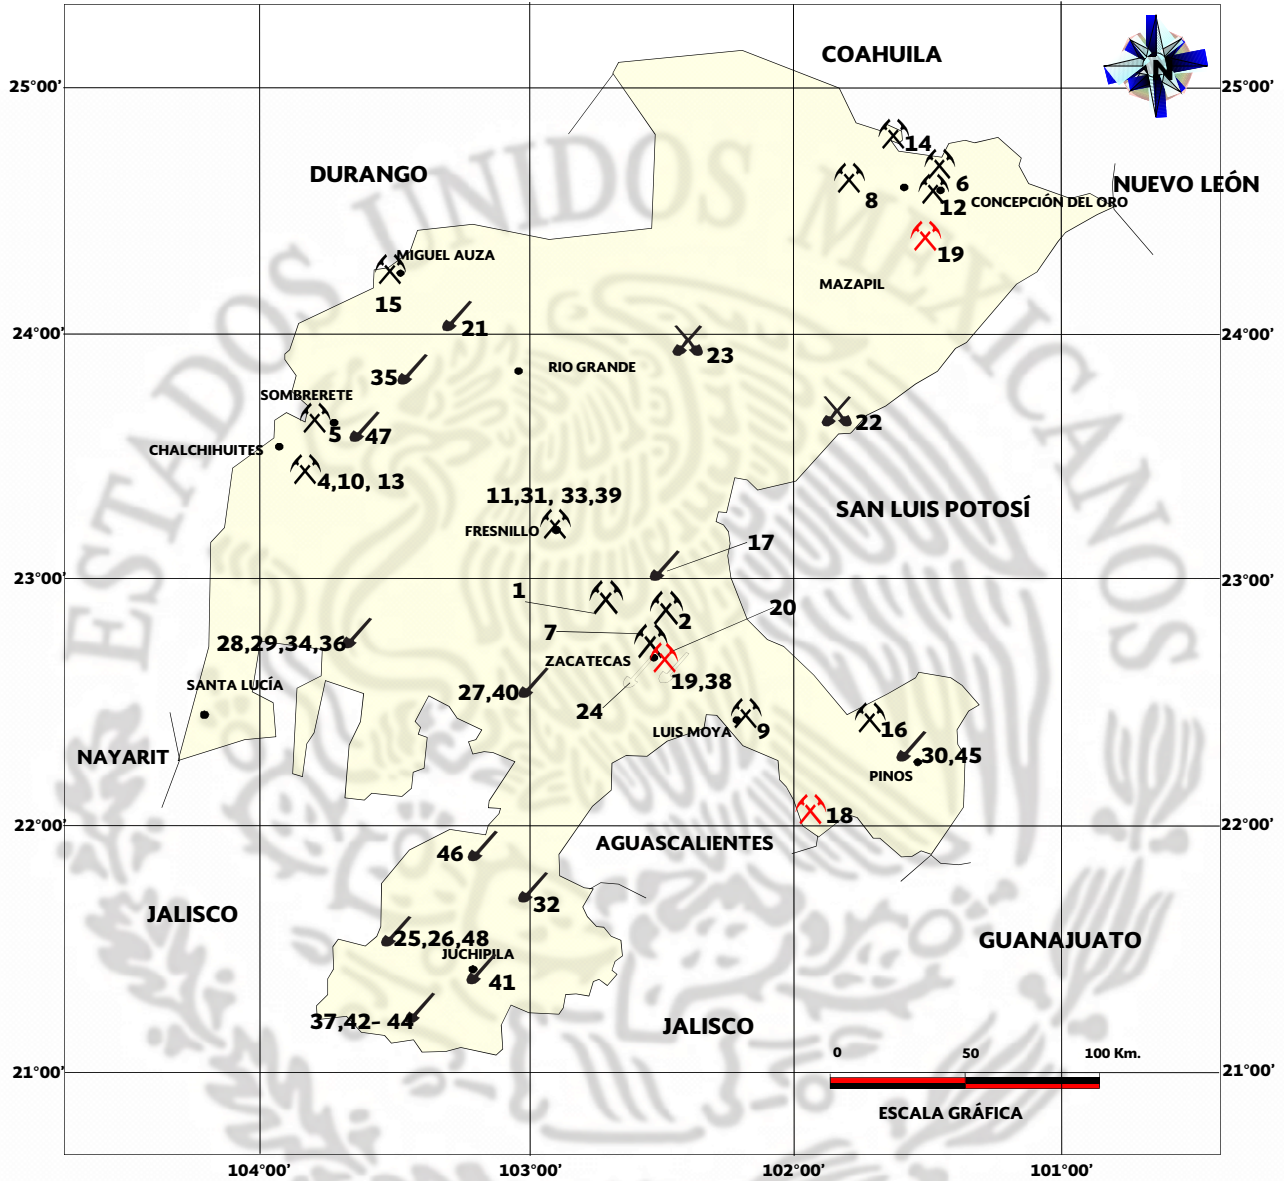 COAHUILA
N
25°00'
25°00'
14
DURANGO
NUEVO LEÓN
6
8
12
CONCEPCIÓN DEL ORO
19
MIGUEL AUZA
MAZAPIL
15
24°00'
21
24°00'
23
RIO GRANDE
35
SOMBRERETE
22
5
47
CHALCHIHUITES
4,10, 13
11,31, 33,39
SAN LUIS POTOSÍ
FRESNILLO
17
23°00'
23°00'
1
20
2
7
28,29,34,36
ZACATECAS
SANTA LUCÍA
27,40
19,38
24
LUIS MOYA
9
16
NAYARIT
30,45
PINOS
18
22°00'
22°00'
AGUASCALIENTES
46
32
JALISCO
25,26,48
GUANAJUATO
JUCHIPILA
41
37,42- 44
JALISCO
0 50 100 Km.
21°00'
21°00'
ESCALA GRÁFICA
104°00' 103°00' 102°00' 101°00'
ESTADOS UNIDOS MEXICANOS